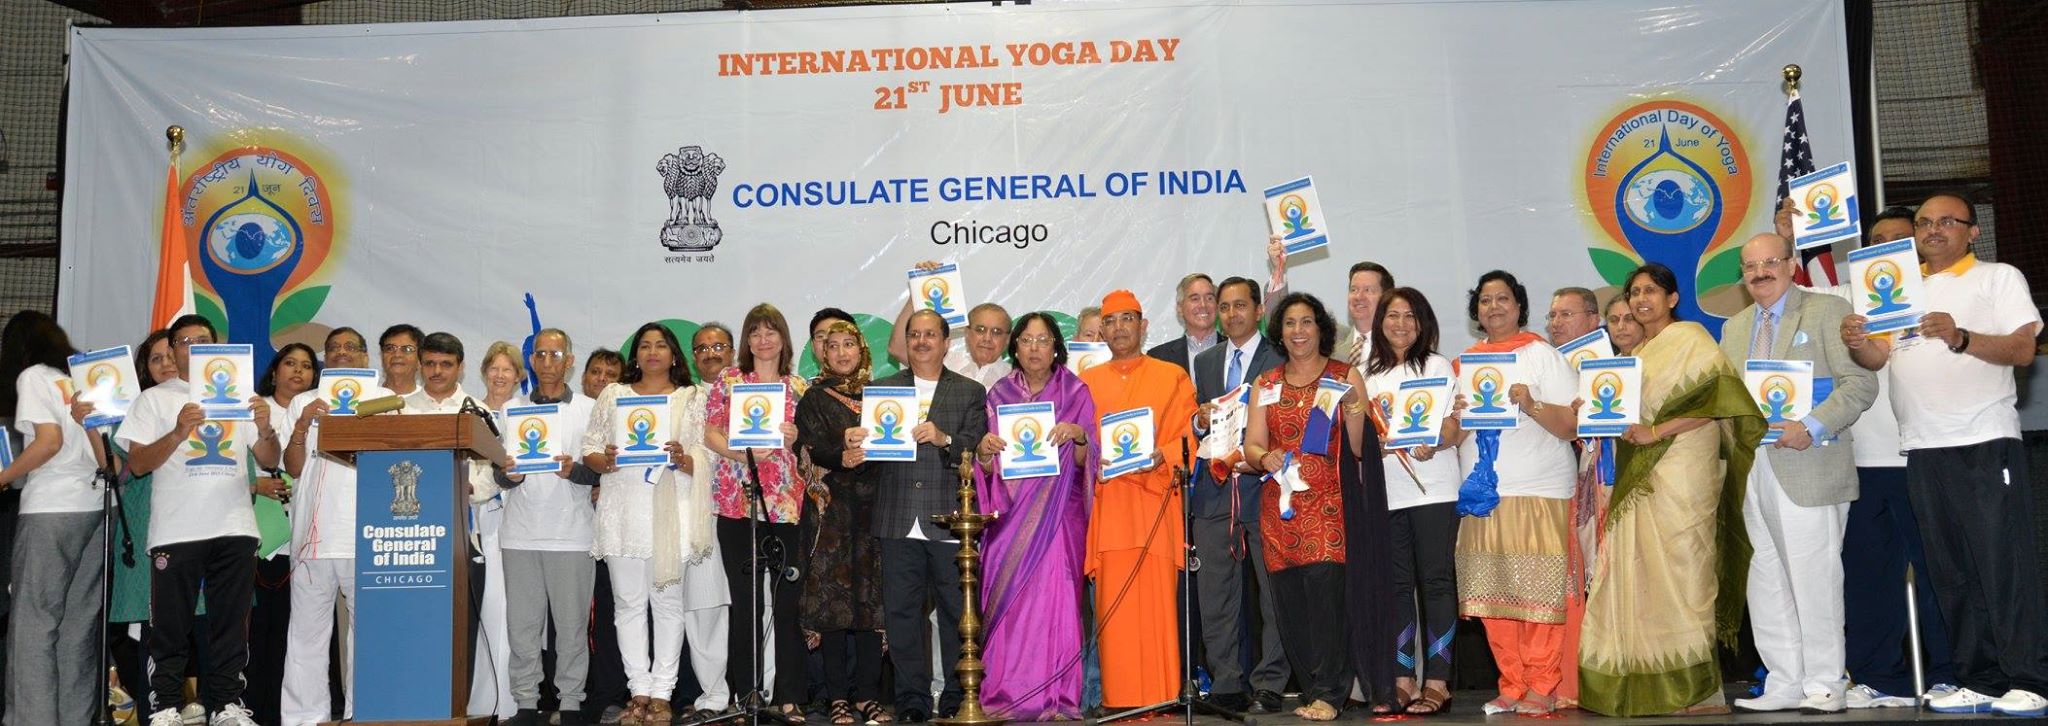 INTERNATIONAL YOGA DAY
21ST JUNE
CONSULATE GENERAL OF INDIA
Chicago
सत्यमेव जयते
अंतर्राष्ट्रीय योग दिवस
21 जून
International Day of Yoga
21 June
Consulate
General
of India
CHICAGO